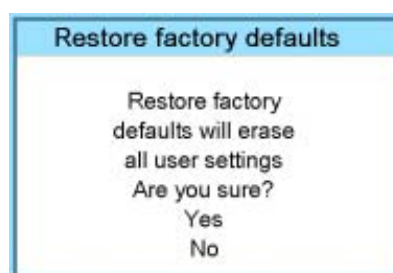 Restore factory defaults
Restore factory
defaults will erase
all user settings
Are you sure?
Yes
No